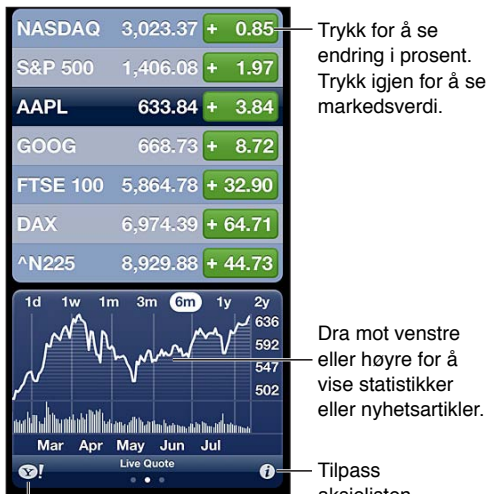 NASDAQ 3,023.37 + 0.85
Trykk for å se
endring i prosent.
Trykk igjen for å se
markedsverdi.
S&P 500 1,406.08 + 1.97
AAPL 633.84 + 3.84
GOOG 668.73 + 8.72
FTSE 100 5,864.78 + 32.90
DAX 6,974.39 + 64.71
^N225 8,929.88 + 44.73
1d 1w 1m 3m 6m 1y 2y
636
592
547
502
Dra mot venstre
eller høyre for å
vise statistikker
eller nyhetsartikler.
Mar Apr May Jun Jul
Y! Live Quote i
Tilpass
aksjelisten